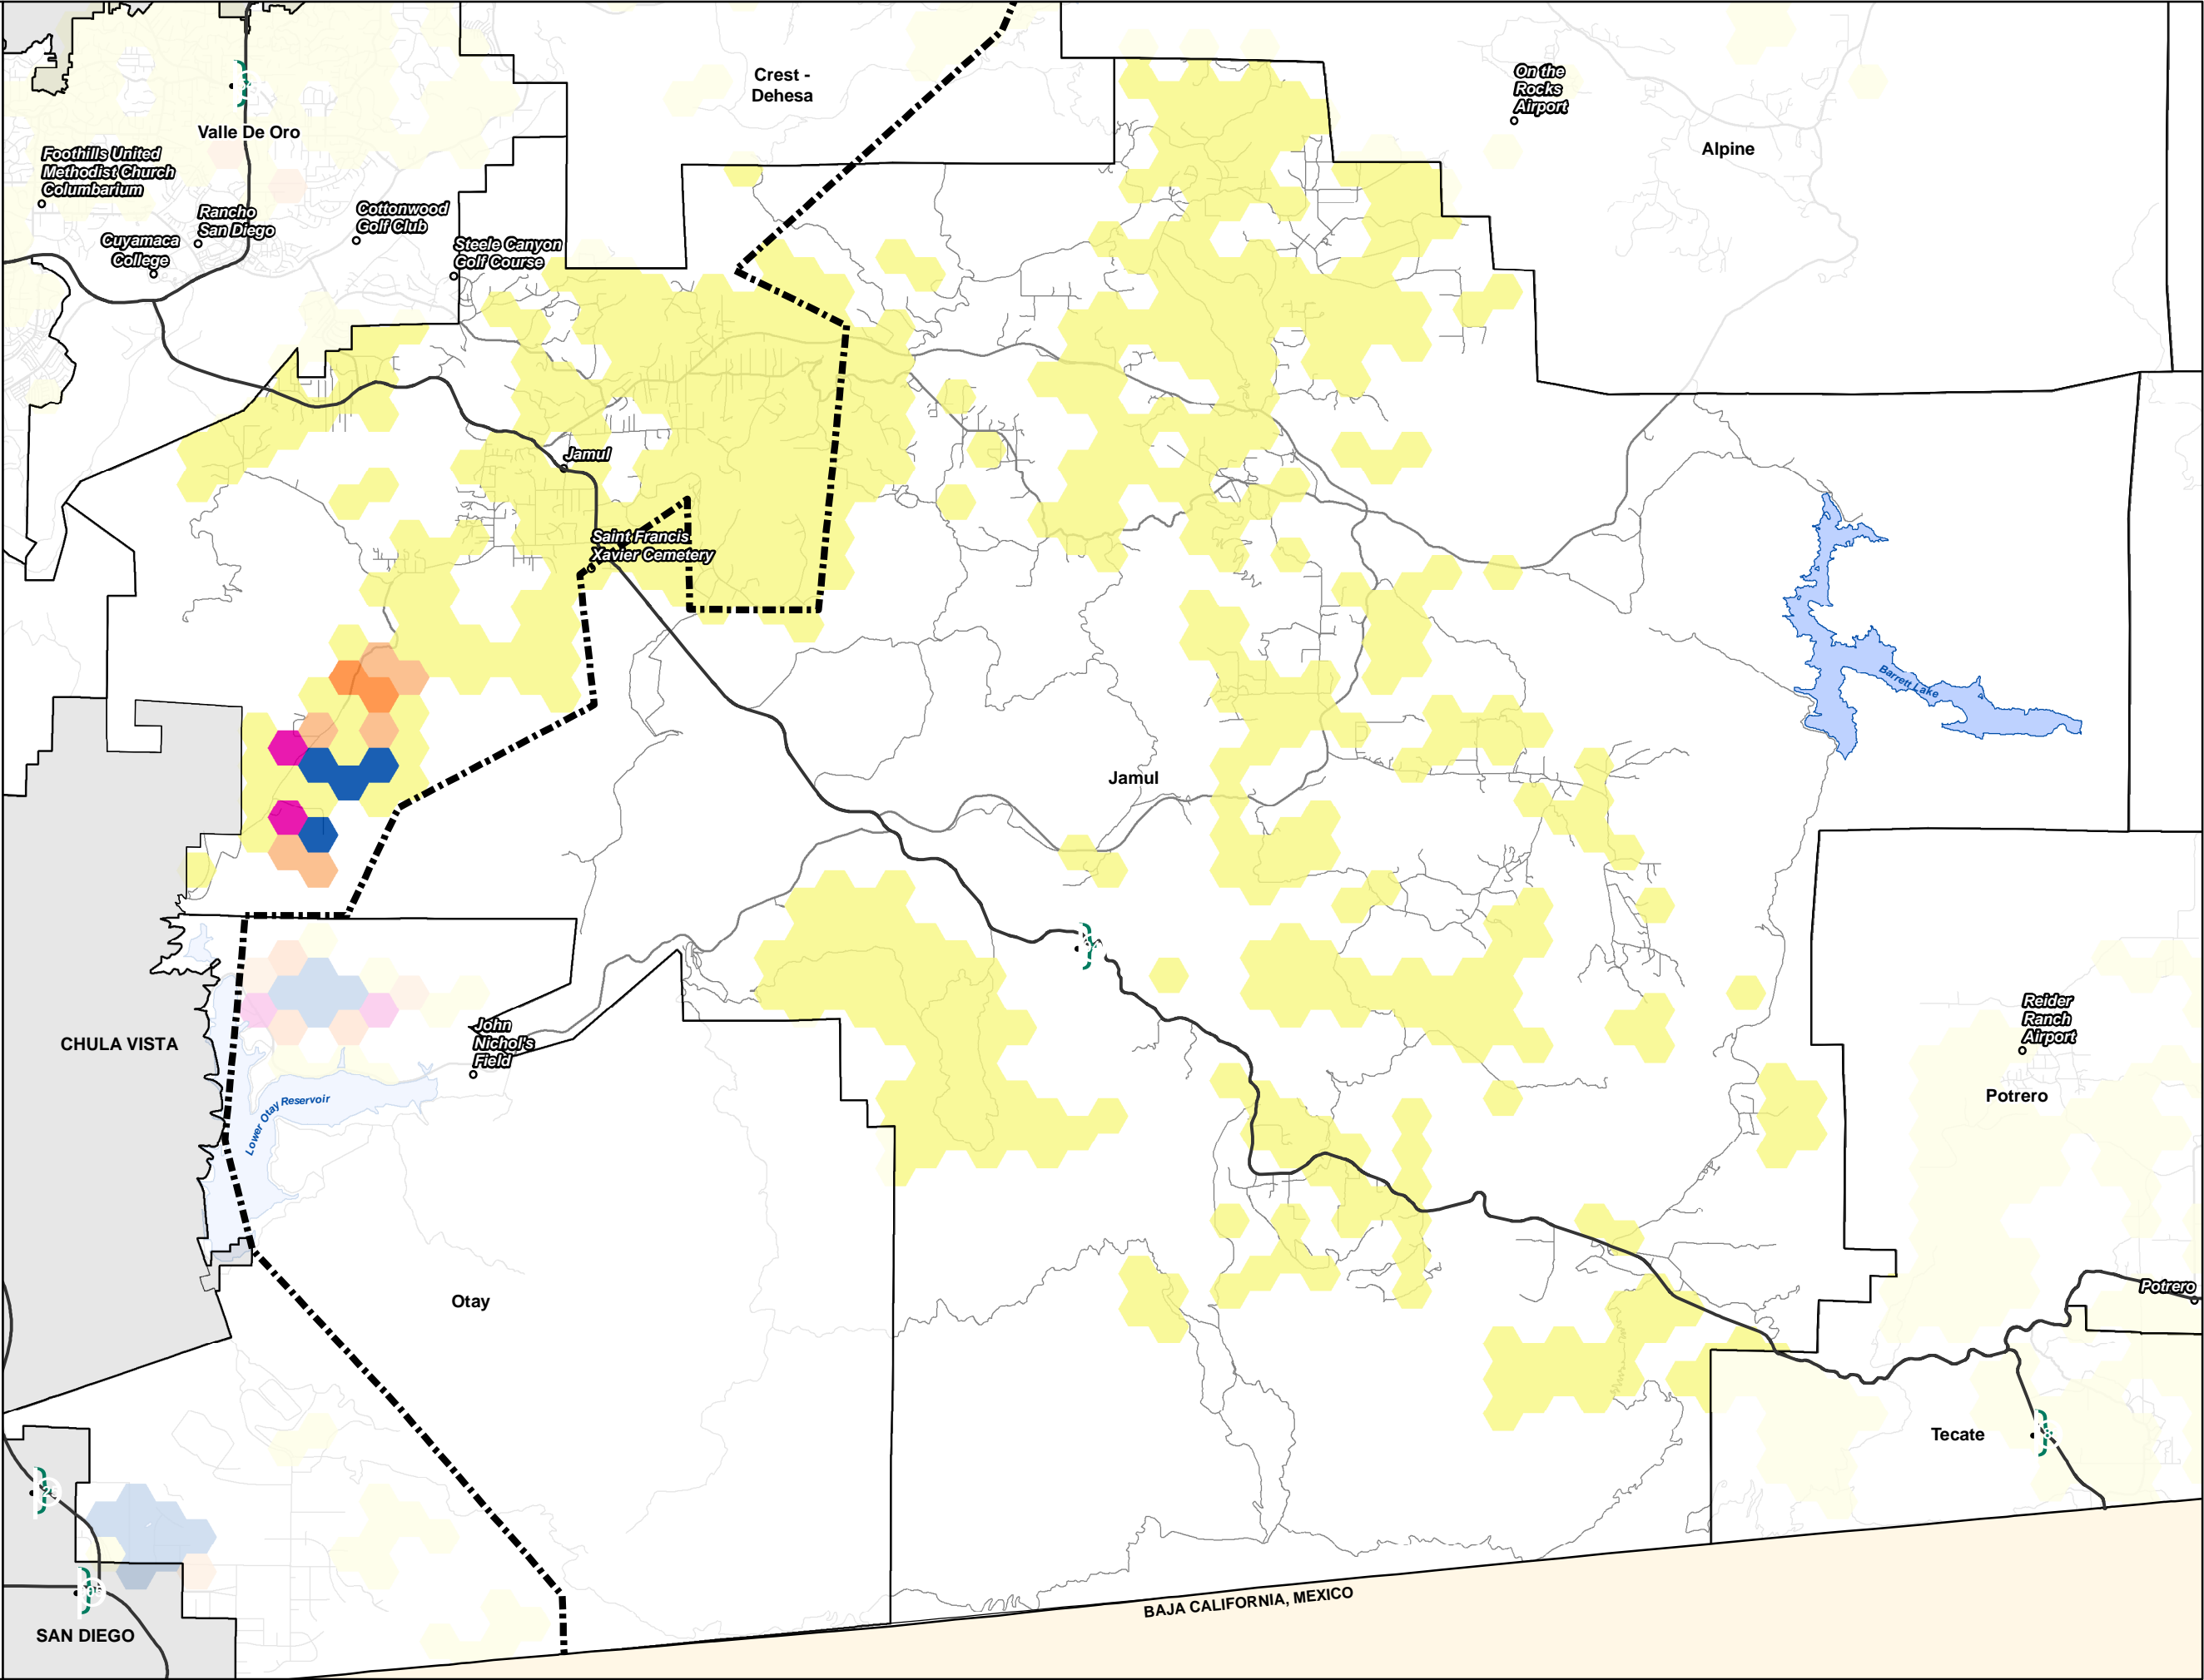 Crest -
Dehesa
On the
Rocks
Airport
Valle De Oro
Alpine
Foothills United
Methodist Church
Columbarium
Rancho
San Diego
Cottonwood
Golf Club
Cuyamaca
College
Steele Canyon
Golf Course
Jamul
Saint Francis
Xavier Cemetery
Barrett Lake
Jamul
CHULA VISTA
John
Nichol's
Field
Reider
Ranch
Airport
Potrero
Lower Otay Reservoir
Otay
Potrero
Tecate
BAJA CALIFORNIA, MEXICO
SAN DIEGO